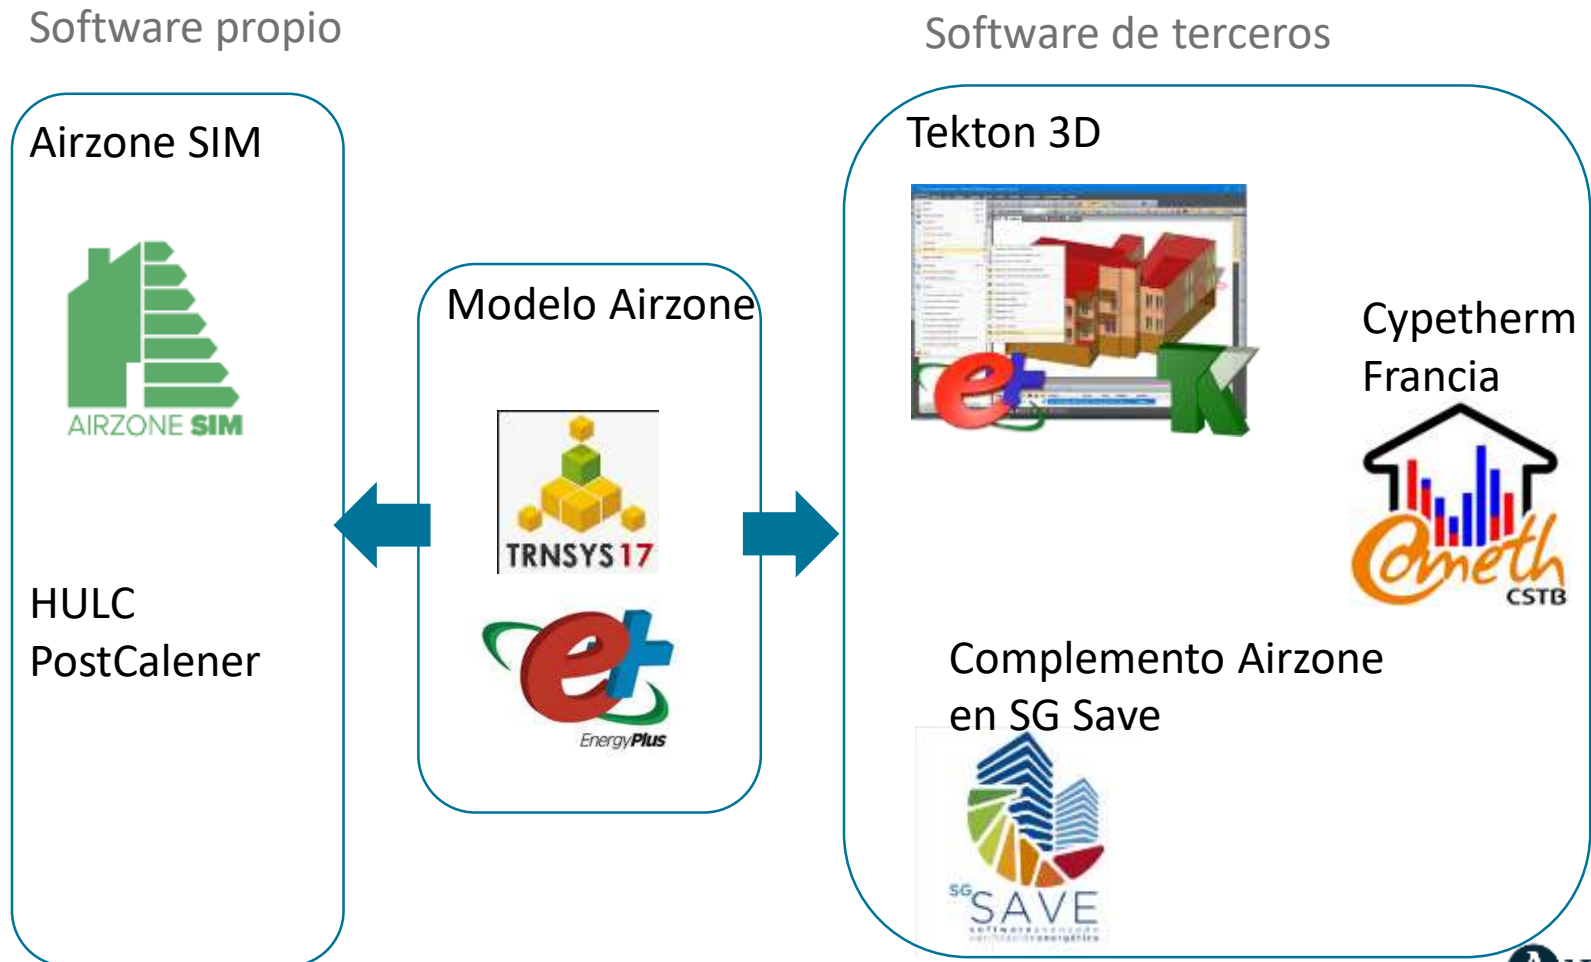 Software propio
Software de terceros
Airzone SIM
AIRZONE SIM
HULC
PostCalener
Modelo Airzone
TRNSYS 17
EnergyPlus
Tekton 3D
Cypetherm
Francia
Cometh
CSTB
Complemento Airzone
en SG Save
SG SAVE